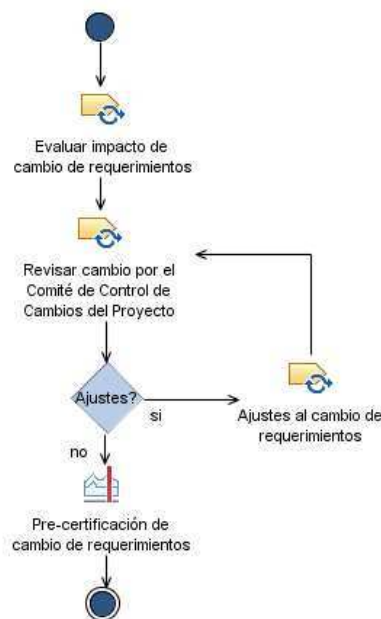 Evaluar impacto de
cambio de requerimientos
Revisar cambio por el
Comité de Control de
Cambios del Proyecto
Ajustes?
si
Ajustes al cambio de
requerimientos
no
Pre-certificación de
cambio de requerimientos